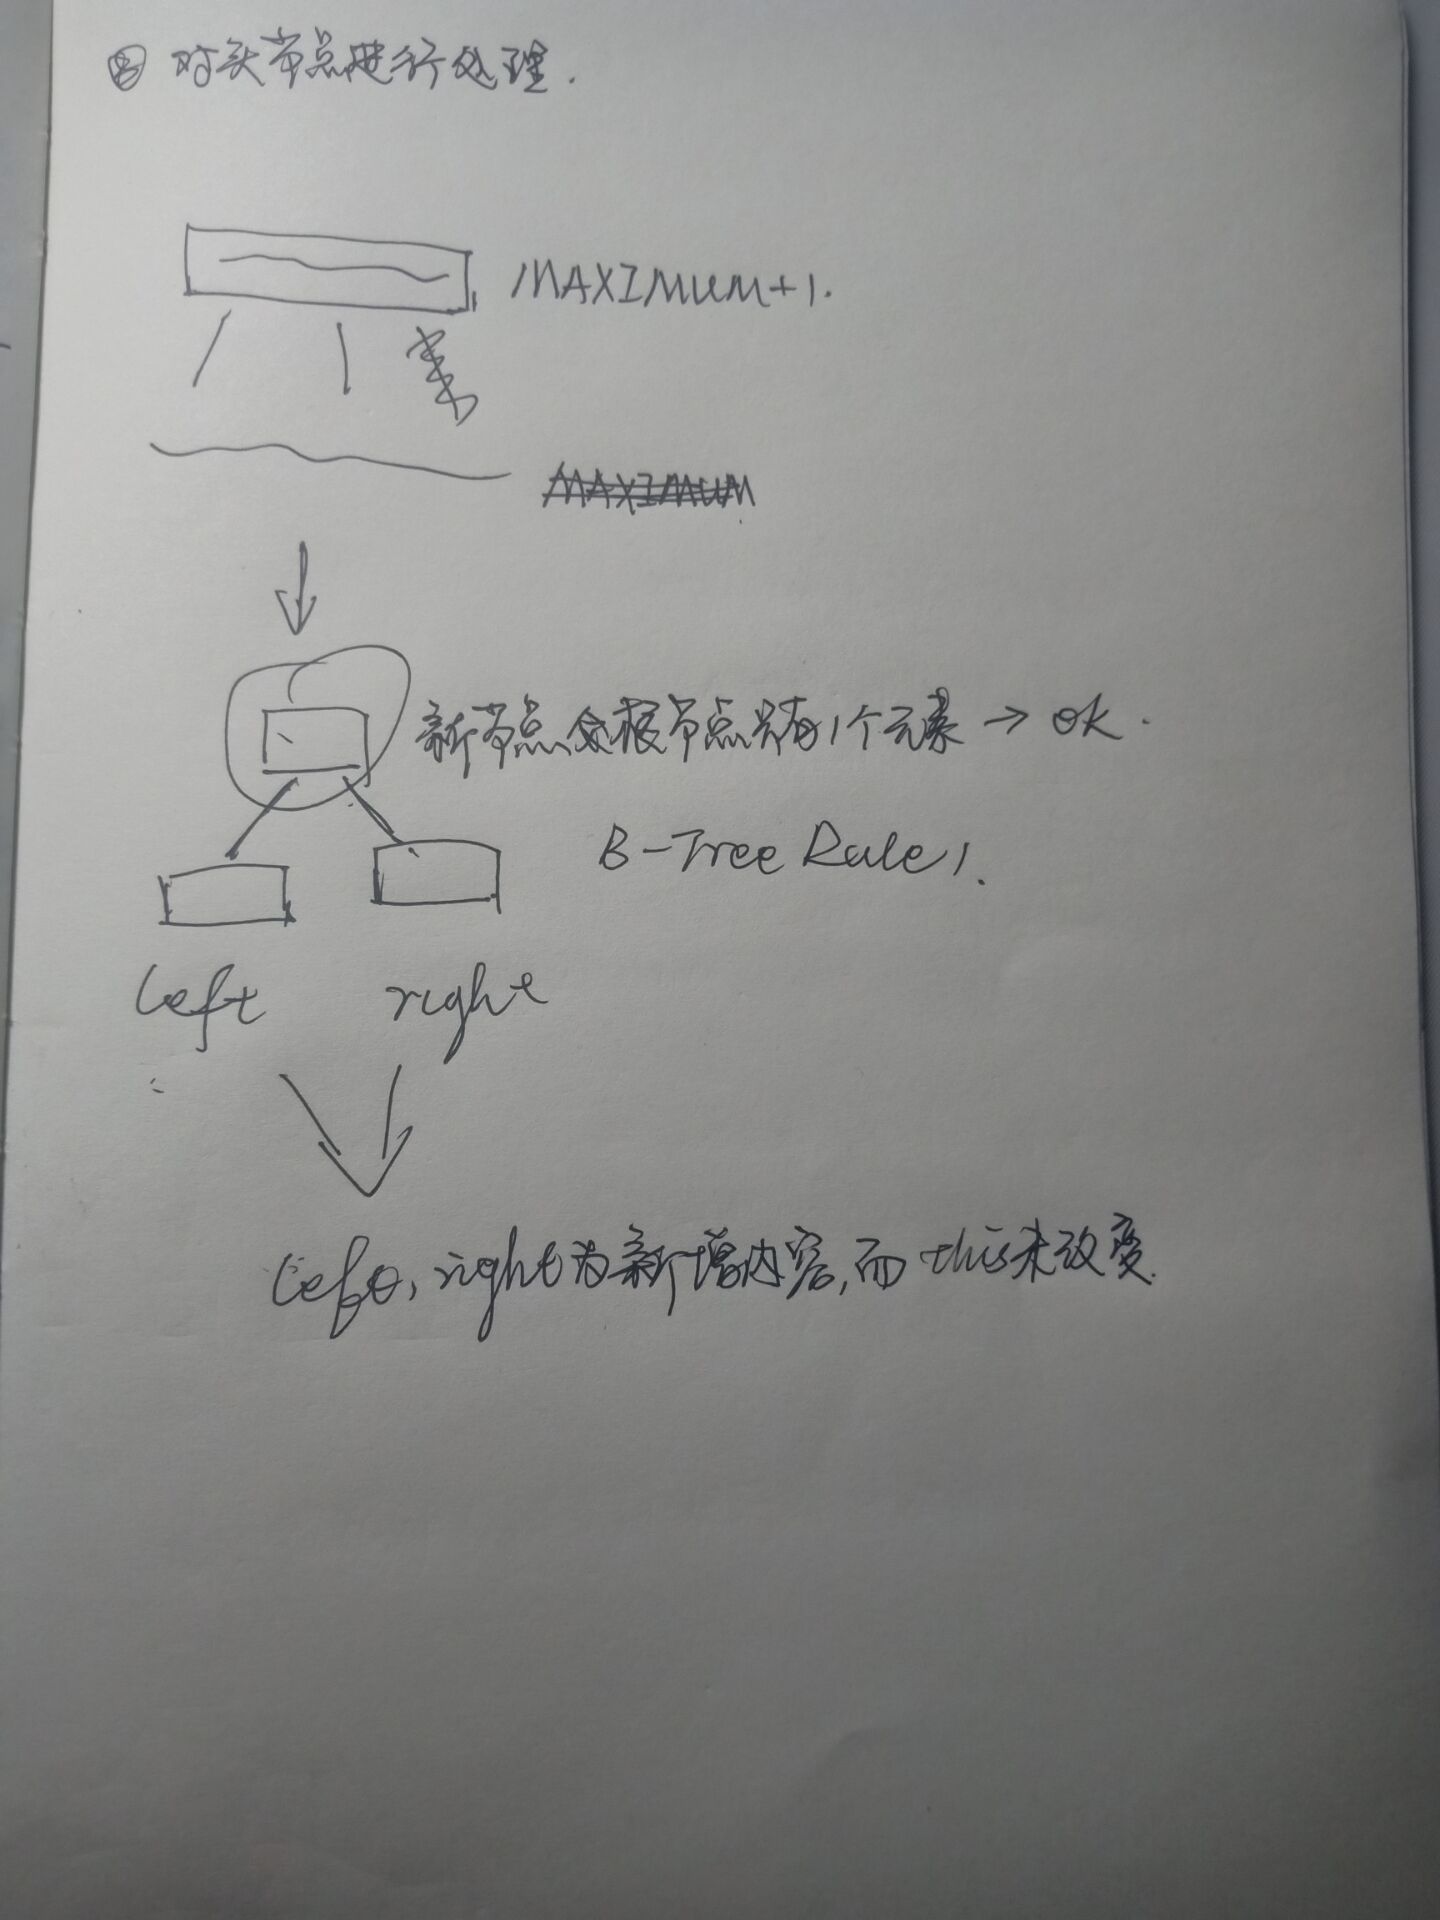 对头节点进行处理.
MAXIMUM+1.
MAXIMUM
新节点 根节点只有1个元素 → ok.
B-Tree Rule 1.
left right
left, right为新增内容,而this未改变.